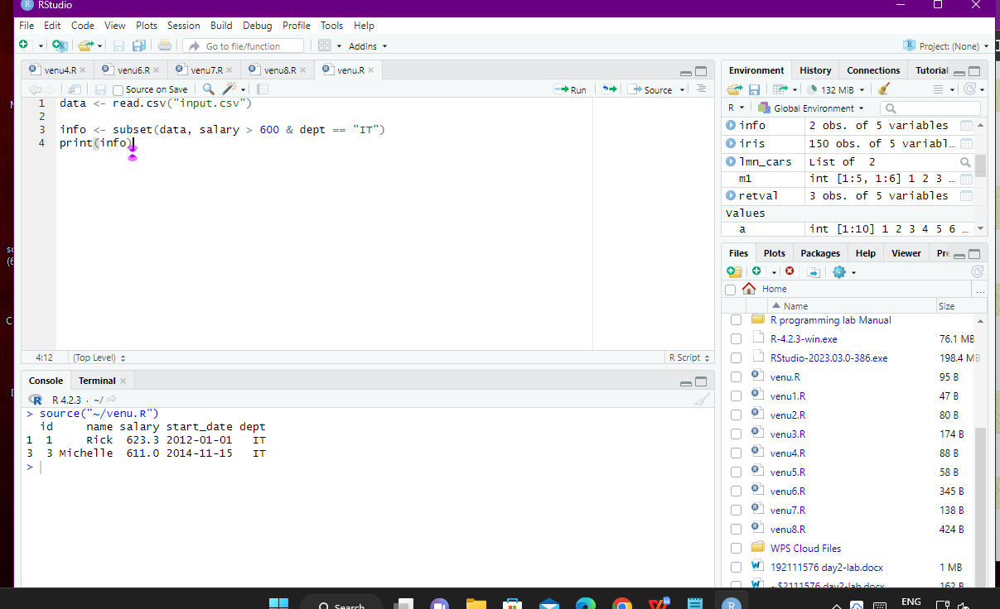 RStudio
File Edit Code View Plots Session Build Debug Profile Tools Help
Go to file/function Addins Project: (None)
venu4.R venu6.R venu7.R venu8.R venu.R
Source on Save Run Source
1 data <- read.csv("input.csv")
2
3 info <- subset(data, salary > 600 & dept == "IT")
4 print(info)
4:12 (Top Level) R Script
Console Terminal
R 4.2.3 · ~/
> source("~/venu.R")
id name salary start_date dept
1 1 Rick 623.3 2012-01-01 IT
3 3 Michelle 611.0 2014-11-15 IT
>
Environment History Connections Tutorial
132 MiB
R Global Environment
info 2 obs. of 5 variables
iris 150 obs. of 5 variabl…
lmn_cars List of 2
m1 int [1:5, 1:6] 1 2 3 …
retval 3 obs. of 5 variables
Values
a int [1:10] 1 2 3 4 5 6 …
Files Plots Packages Help Viewer Pre
Home ...
Name Size
R programming lab Manual
R-4.2.3-win.exe 76.1 MB
RStudio-2023.03.0-386.exe 198.4 MB
venu.R 95 B
venu1.R 47 B
venu2.R 80 B
venu3.R 174 B
venu4.R 88 B
venu5.R 58 B
venu6.R 345 B
venu7.R 138 B
venu8.R 424 B
WPS Cloud Files
192111576 day2-lab.docx 1 MB
~$2111576 day2-lab.docx 162 B
Search ENG